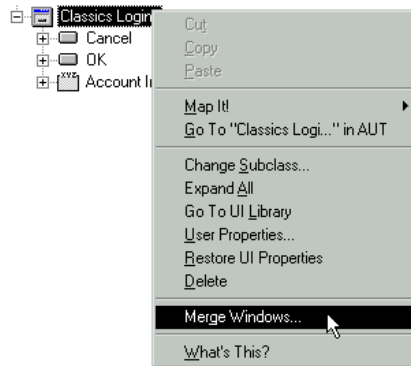 Classics Login
Cancel
OK
Account
Cut
Copy
Paste
Map It!
Go To "Classics Logi..." in AUT
Change Subclass...
Expand All
Go To UI Library
User Properties...
Restore UI Properties
Delete
Merge Windows...
What's This?